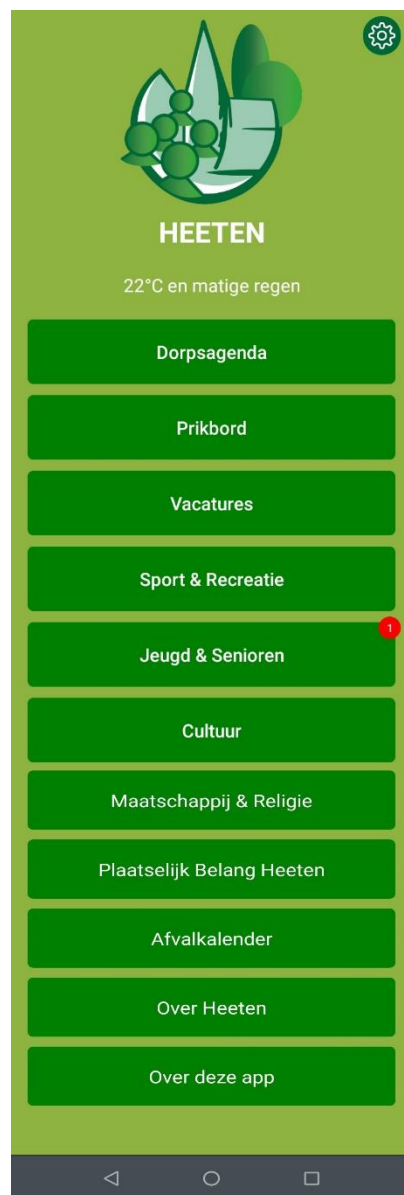 HEETEN
22°C en matige regen
Dorpsagenda
Prikbord
Vacatures
Sport & Recreatie
1
Jeugd & Senioren
Cultuur
Maatschappij & Religie
Plaatselijk Belang Heeten
Afvalkalender
Over Heeten
Over deze app